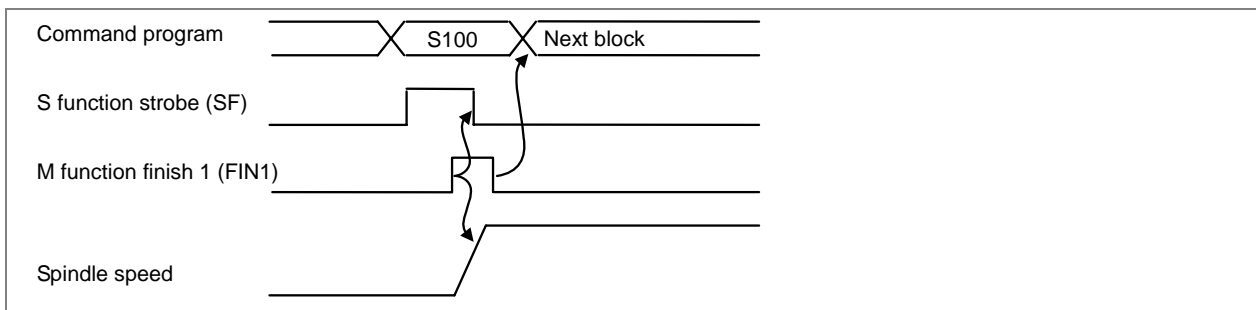 Command program
S100
Next block
S function strobe (SF)
M function finish 1 (FIN1)
Spindle speed